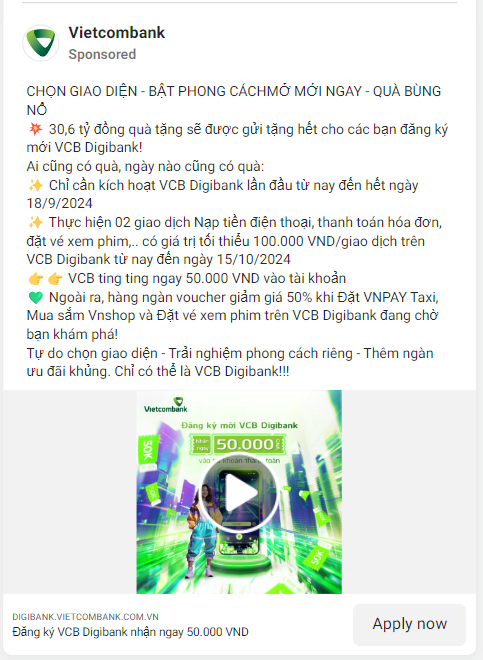 Vietcombank
Sponsored
CHỌN GIAO DIỆN - BẬT PHONG CÁCHMỞ MỚI NGAY - QUÀ BÙNG
NỔ
💥 30,6 tỷ đồng quà tặng sẽ được gửi tặng hết cho các bạn đăng ký
mới VCB Digibank!
Ai cũng có quà, ngày nào cũng có quà:
✨ Chỉ cần kích hoạt VCB Digibank lần đầu từ nay đến hết ngày
18/9/2024
✨ Thực hiện 02 giao dịch Nạp tiền điện thoại, thanh toán hóa đơn,
đặt vé xem phim,.. có giá trị tối thiểu 100.000 VND/giao dịch trên
VCB Digibank từ nay đến ngày 15/10/2024
👉 👉 VCB ting ting ngay 50.000 VND vào tài khoản
💚 Ngoài ra, hàng ngàn voucher giảm giá 50% khi Đặt VNPAY Taxi,
Mua sắm Vnshop và Đặt vé xem phim trên VCB Digibank đang chờ
bạn khám phá!
Tự do chọn giao diện - Trải nghiệm phong cách riêng - Thêm ngàn
ưu đãi khủng. Chỉ có thể là VCB Digibank!!!
Vietcombank
Đăng ký mới VCB Digibank
Nhận ngay 50.000 VND
50K
50K
DIGIBANK.VIETCOMBANK.COM.VN
Đăng ký VCB Digibank nhận ngay 50.000 VND
Apply now